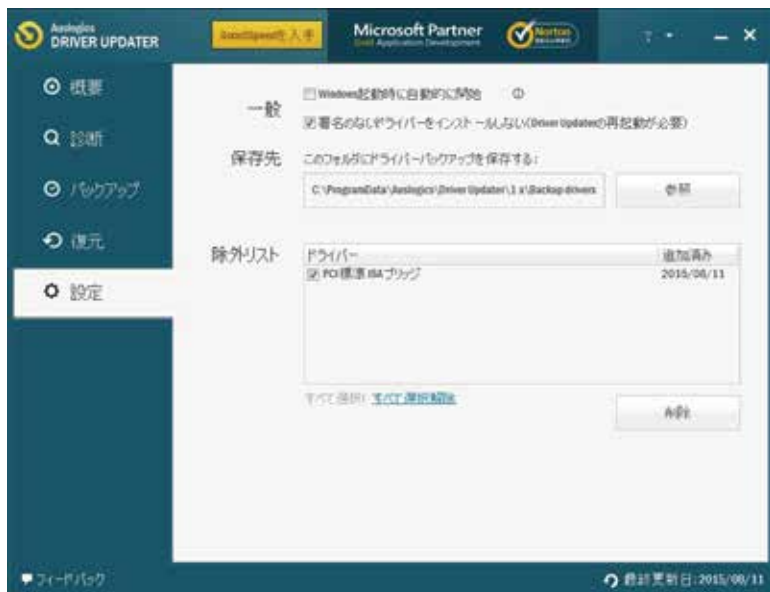 Auslogics
DRIVER UPDATER
BoostSpeedを入手
Microsoft Partner
Gold Application Development
Norton
SECURED
?
概要
診断
バックアップ
復元
設定
一般
Windows起動時に自動的に開始
署名のなしドライバーをインストールしない(Driver Updaterの再起動が必要)
保存先
このフォルダにドライバーバックアップを保存する:
C:\ProgramData\Auslogics\Driver Updater\1.x\Backup drivers
参照
除外リスト
ドライバー
追加済み
PCI標準ISAブリッジ
2015/08/11
すべて選択| すべて選択解除
削除
フィードバック
最終更新日:2015/08/11